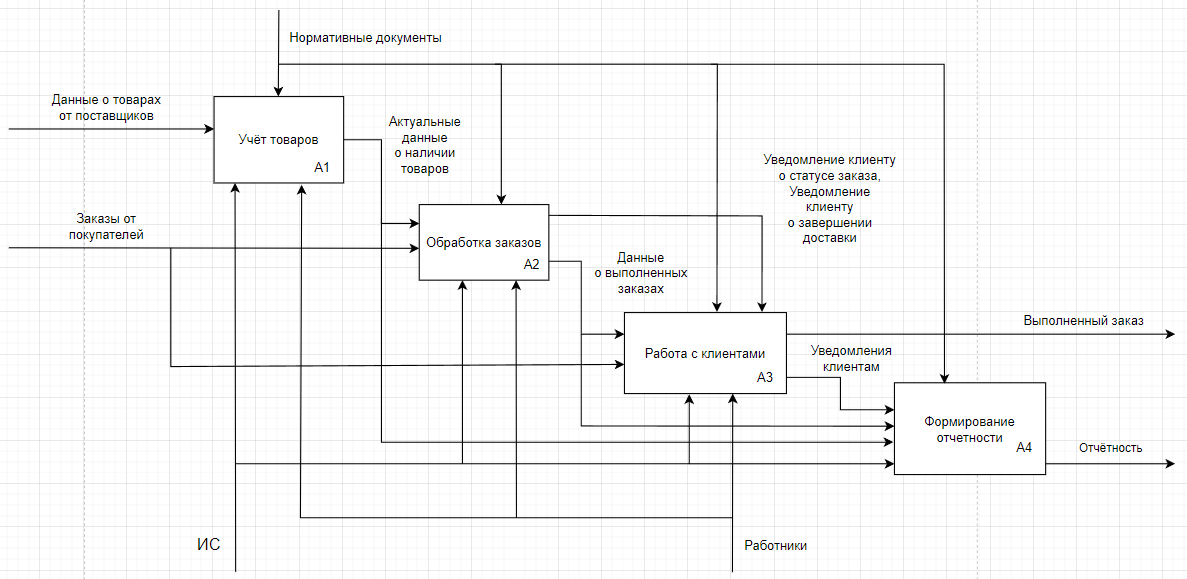 Нормативные документы
Данные о товарах
от поставщиков
Учёт товаров
A1
Актуальные
данные
о наличии
товаров
Уведомление клиенту
о статусе заказа,
Уведомление
клиенту
о завершении
доставки
Заказы от
покупателей
Обработка заказов
A2
Данные
о выполненных
заказах
Выполненный заказ
Работа с клиентами
A3
Уведомления
клиентам
Формирование
отчетности
A4
Отчётность
ИС
Работники